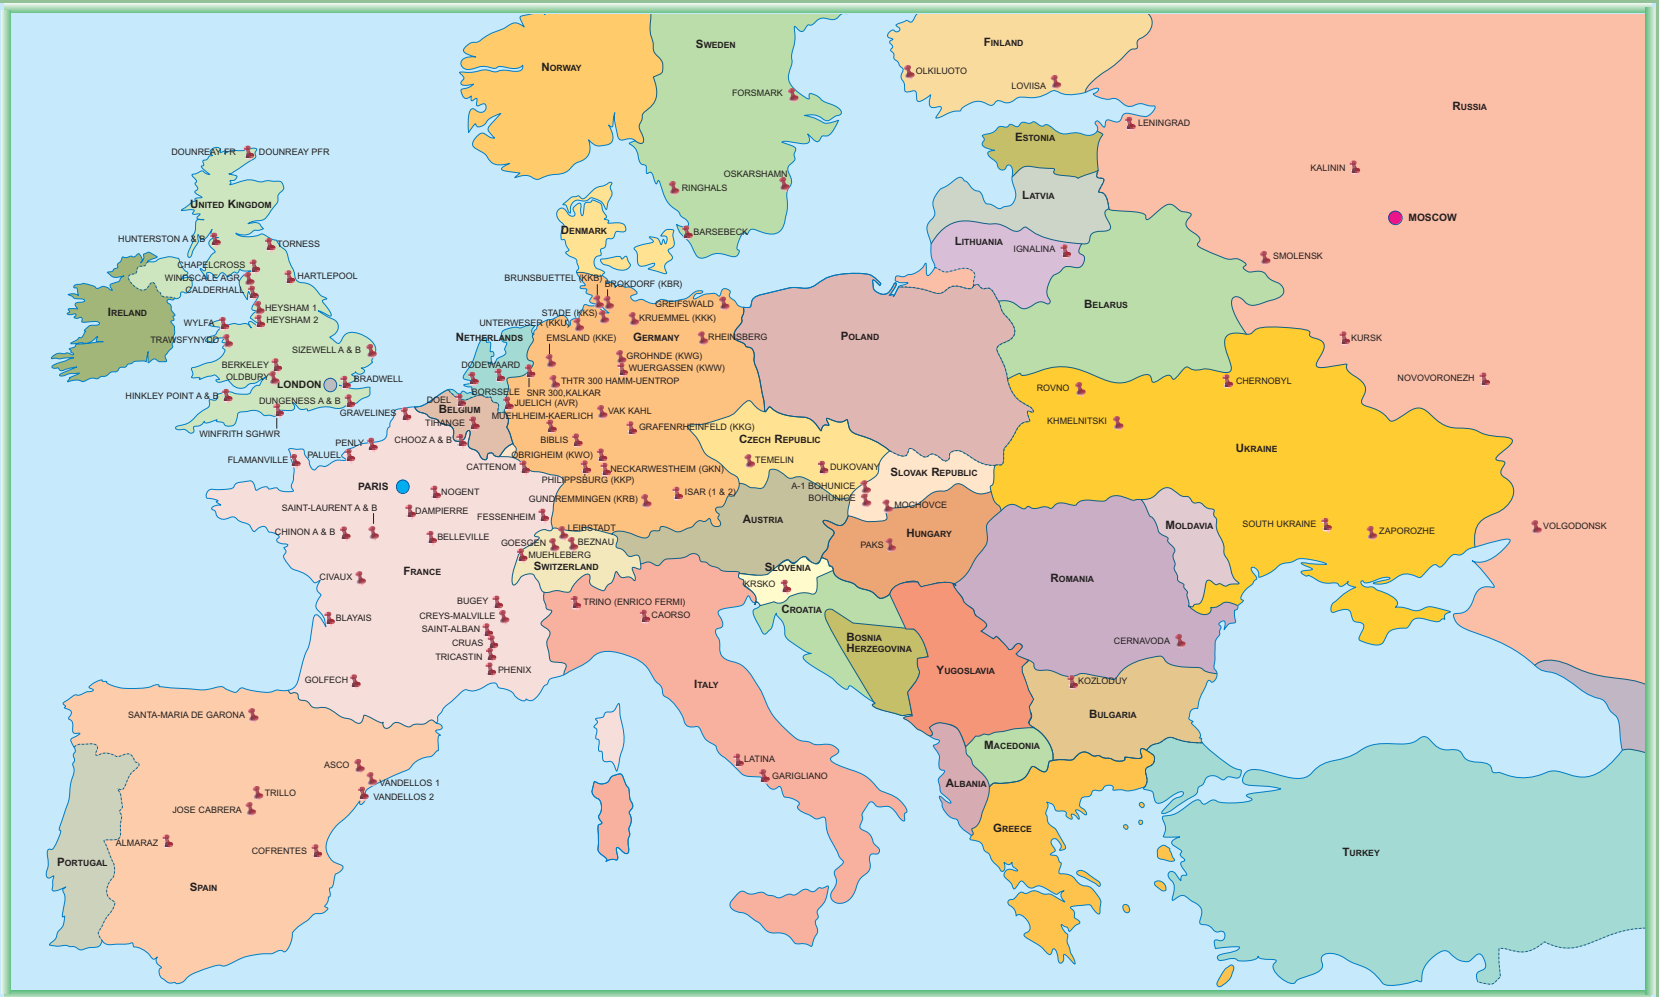 NORWAY
SWEDEN
FINLAND
RUSSIA
OLKILUOTO
LOVIISA
FORSMARK
LENINGRAD
ESTONIA
KALININ
DOUNREAY FR
DOUNREAY PFR
OSKARSHAMN
RINGHALS
LATVIA
UNITED KINGDOM
MOSCOW
DENMARK
BARSEBECK
HUNTERSTON A & B
TORNESS
LITHUANIA
IGNALINA
SMOLENSK
CHAPELCROSS
WINDSCALE AGR
HARTLEPOOL
CALDERHALL
BRUNSBUETTEL (KKB)
BROKDORF (KBR)
GREIFSWALD
BELARUS
HEYSHAM 1
IRELAND
STADE (KKS)
KRUEMMEL (KKK)
HEYSHAM 2
WYLFA
UNTERWESER (KKU)
TRAWSFYNYDD
NETHERLANDS
EMSLAND (KKE)
GERMANY
RHEINSBERG
POLAND
KURSK
SIZEWELL A & B
GROHNDE (KWG)
BERKELEY
DODEWAARD
WUERGASSEN (KWW)
OLDBURY
LONDON
BRADWELL
THTR 300 HAMM-UENTROP
ROVNO
CHERNOBYL
NOVOVORONEZH
HINKLEY POINT A & B
BORSSELE
SNR 300,KALKAR
DUNGENESS A & B
DOEL
JUELICH (AVR)
GRAVELINES
BELGIUM
MUEHLHEIM-KAERLICH
VAK KAHL
TIHANGE
KHMELNITSKI
WINFRITH SGHWR
GRAFENRHEINFELD (KKG)
PENLY
CHOOZ A & B
BIBLIS
CZECH REPUBLIC
UKRAINE
PALUEL
OBRIGHEIM (KWO)
FLAMANVILLE
CATTENOM
NECKARWESTHEIM (GKN)
TEMELIN
DUKOVANY
SLOVAK REPUBLIC
PHILIPPSBURG (KKP)
PARIS
NOGENT
ISAR (1 & 2)
A-1 BOHUNICE
GUNDREMMINGEN (KRB)
BOHUNICE
MOCHOVCE
SAINT-LAURENT A & B
DAMPIERRE
FESSENHEIM
AUSTRIA
MOLDAVIA
SOUTH UKRAINE
VOLGODONSK
CHINON A & B
LEIBSTADT
ZAPOROZHE
BELLEVILLE
GOESGEN
BEZNAU
HUNGARY
PAKS
MUEHLEBERG
SWITZERLAND
SLOVENIA
FRANCE
CIVAUX
KRSKO
ROMANIA
BUGEY
TRINO (ENRICO FERMI)
CROATIA
BLAYAIS
CREYS-MALVILLE
CAORSO
SAINT-ALBAN
BOSNIA
HERZEGOVINA
CRUAS
CERNAVODA
TRICASTIN
PHENIX
YUGOSLAVIA
GOLFECH
ITALY
KOZLODUY
SANTA-MARIA DE GARONA
BULGARIA
MACEDONIA
LATINA
ASCO
GARIGLIANO
VANDELLOS 1
ALBANIA
TRILLO
VANDELLOS 2
JOSE CABRERA
GREECE
ALMARAZ
COFRENTES
TURKEY
PORTUGAL
SPAIN